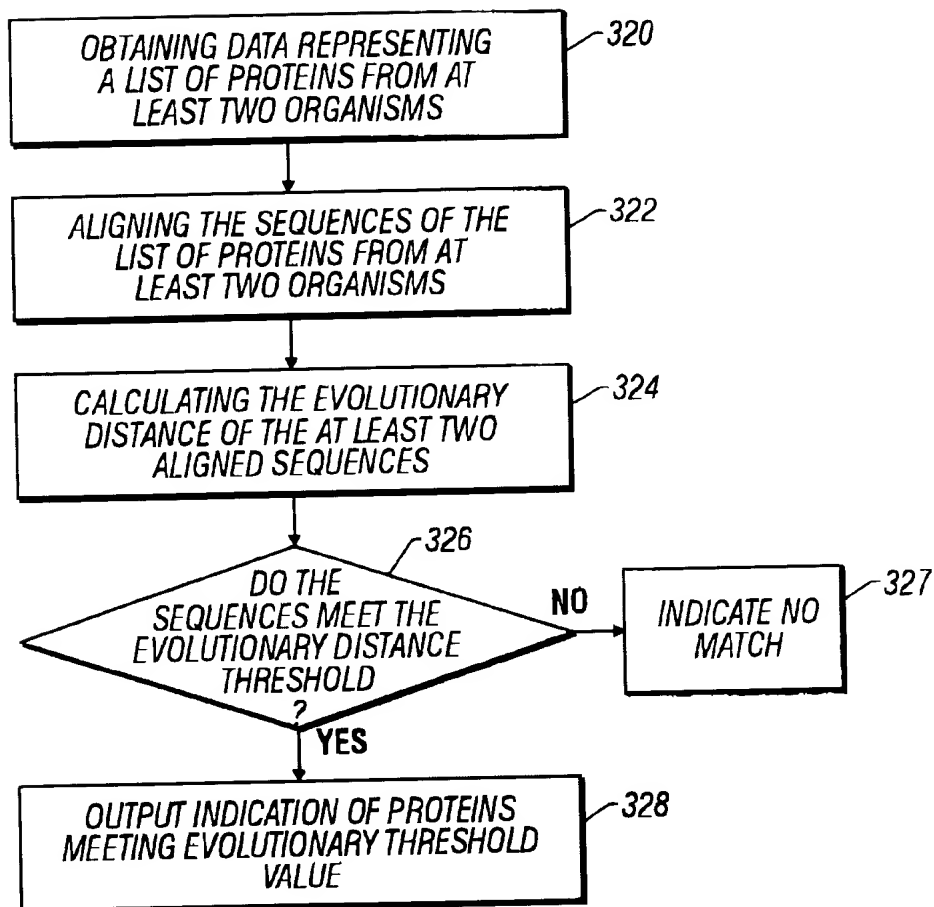 OBTAINING DATA REPRESENTING
A LIST OF PROTEINS FROM AT
LEAST TWO ORGANISMS
320
ALIGNING THE SEQUENCES OF THE
LIST OF PROTEINS FROM AT
LEAST TWO ORGANISMS
322
CALCULATING THE EVOLUTIONARY
DISTANCE OF THE AT LEAST TWO
ALIGNED SEQUENCES
324
326
DO THE
SEQUENCES MEET THE
EVOLUTIONARY DISTANCE
THRESHOLD
?
NO
INDICATE NO
MATCH
327
YES
OUTPUT INDICATION OF PROTEINS
MEETING EVOLUTIONARY THRESHOLD
VALUE
328